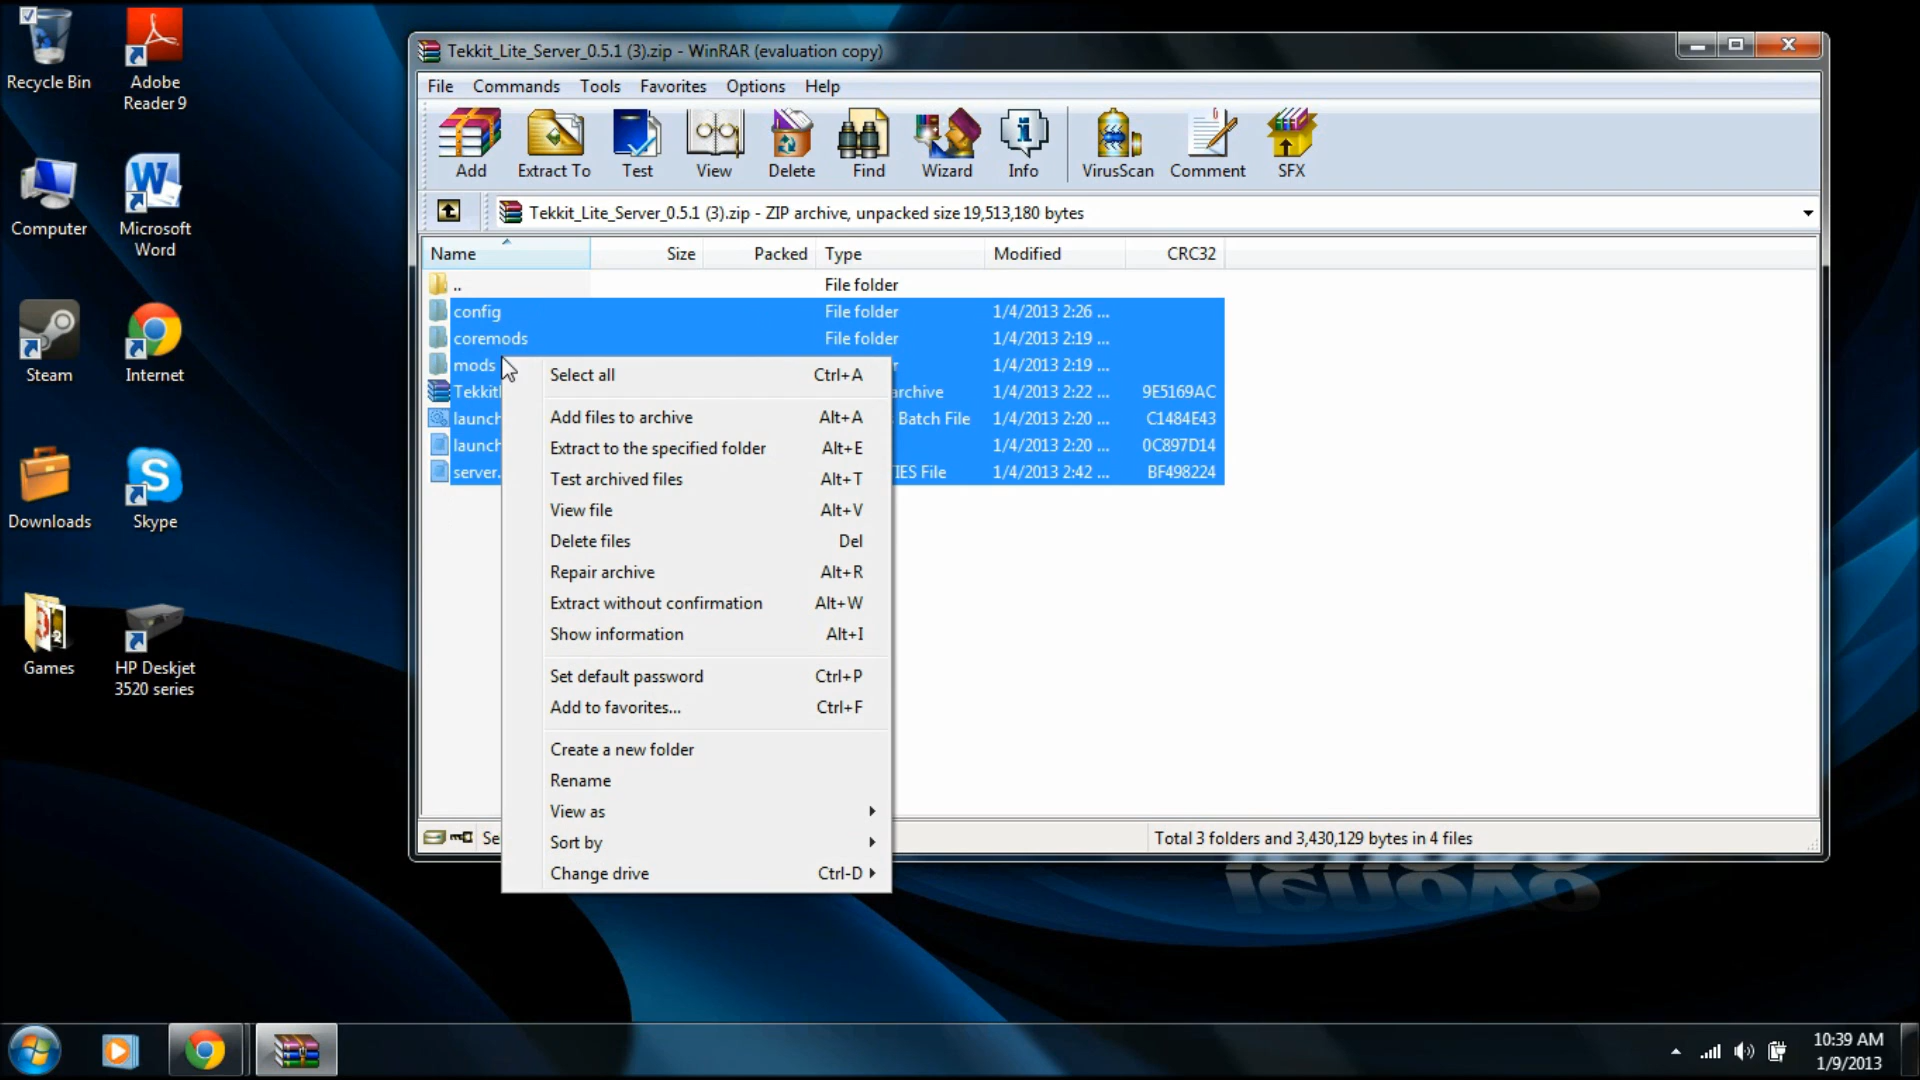 Recycle Bin
Adobe
Reader 9
Computer
Microsoft
Word
Steam
Internet
Downloads
Skype
Games
HP Deskjet
3520 series
Tekkit_Lite_Server_0.5.1 (3).zip - WinRAR (evaluation copy)
File Commands Tools Favorites Options Help
Add Extract To Test View Delete Find Wizard Info VirusScan Comment SFX
Tekkit_Lite_Server_0.5.1 (3).zip - ZIP archive, unpacked size 19,513,180 bytes
Name Size Packed Type Modified CRC32
.. File folder
config File folder 1/4/2013 2:26 ...
coremods File folder 1/4/2013 2:19 ...
mods 1/4/2013 2:19 ...
Tekkit archive 1/4/2013 2:22 ... 9E5169AC
launch Batch File 1/4/2013 2:20 ... C1484E43
launch 1/4/2013 2:20 ... 0C897D14
server. IES File 1/4/2013 2:42 ... BF498224
Select all Ctrl+A
Add files to archive Alt+A
Extract to the specified folder Alt+E
Test archived files Alt+T
View file Alt+V
Delete files Del
Repair archive Alt+R
Extract without confirmation Alt+W
Show information Alt+I
Set default password Ctrl+P
Add to favorites... Ctrl+F
Create a new folder
Rename
View as
Sort by
Change drive Ctrl-D
Se Total 3 folders and 3,430,129 bytes in 4 files
lenovo
10:39 AM
1/9/2013